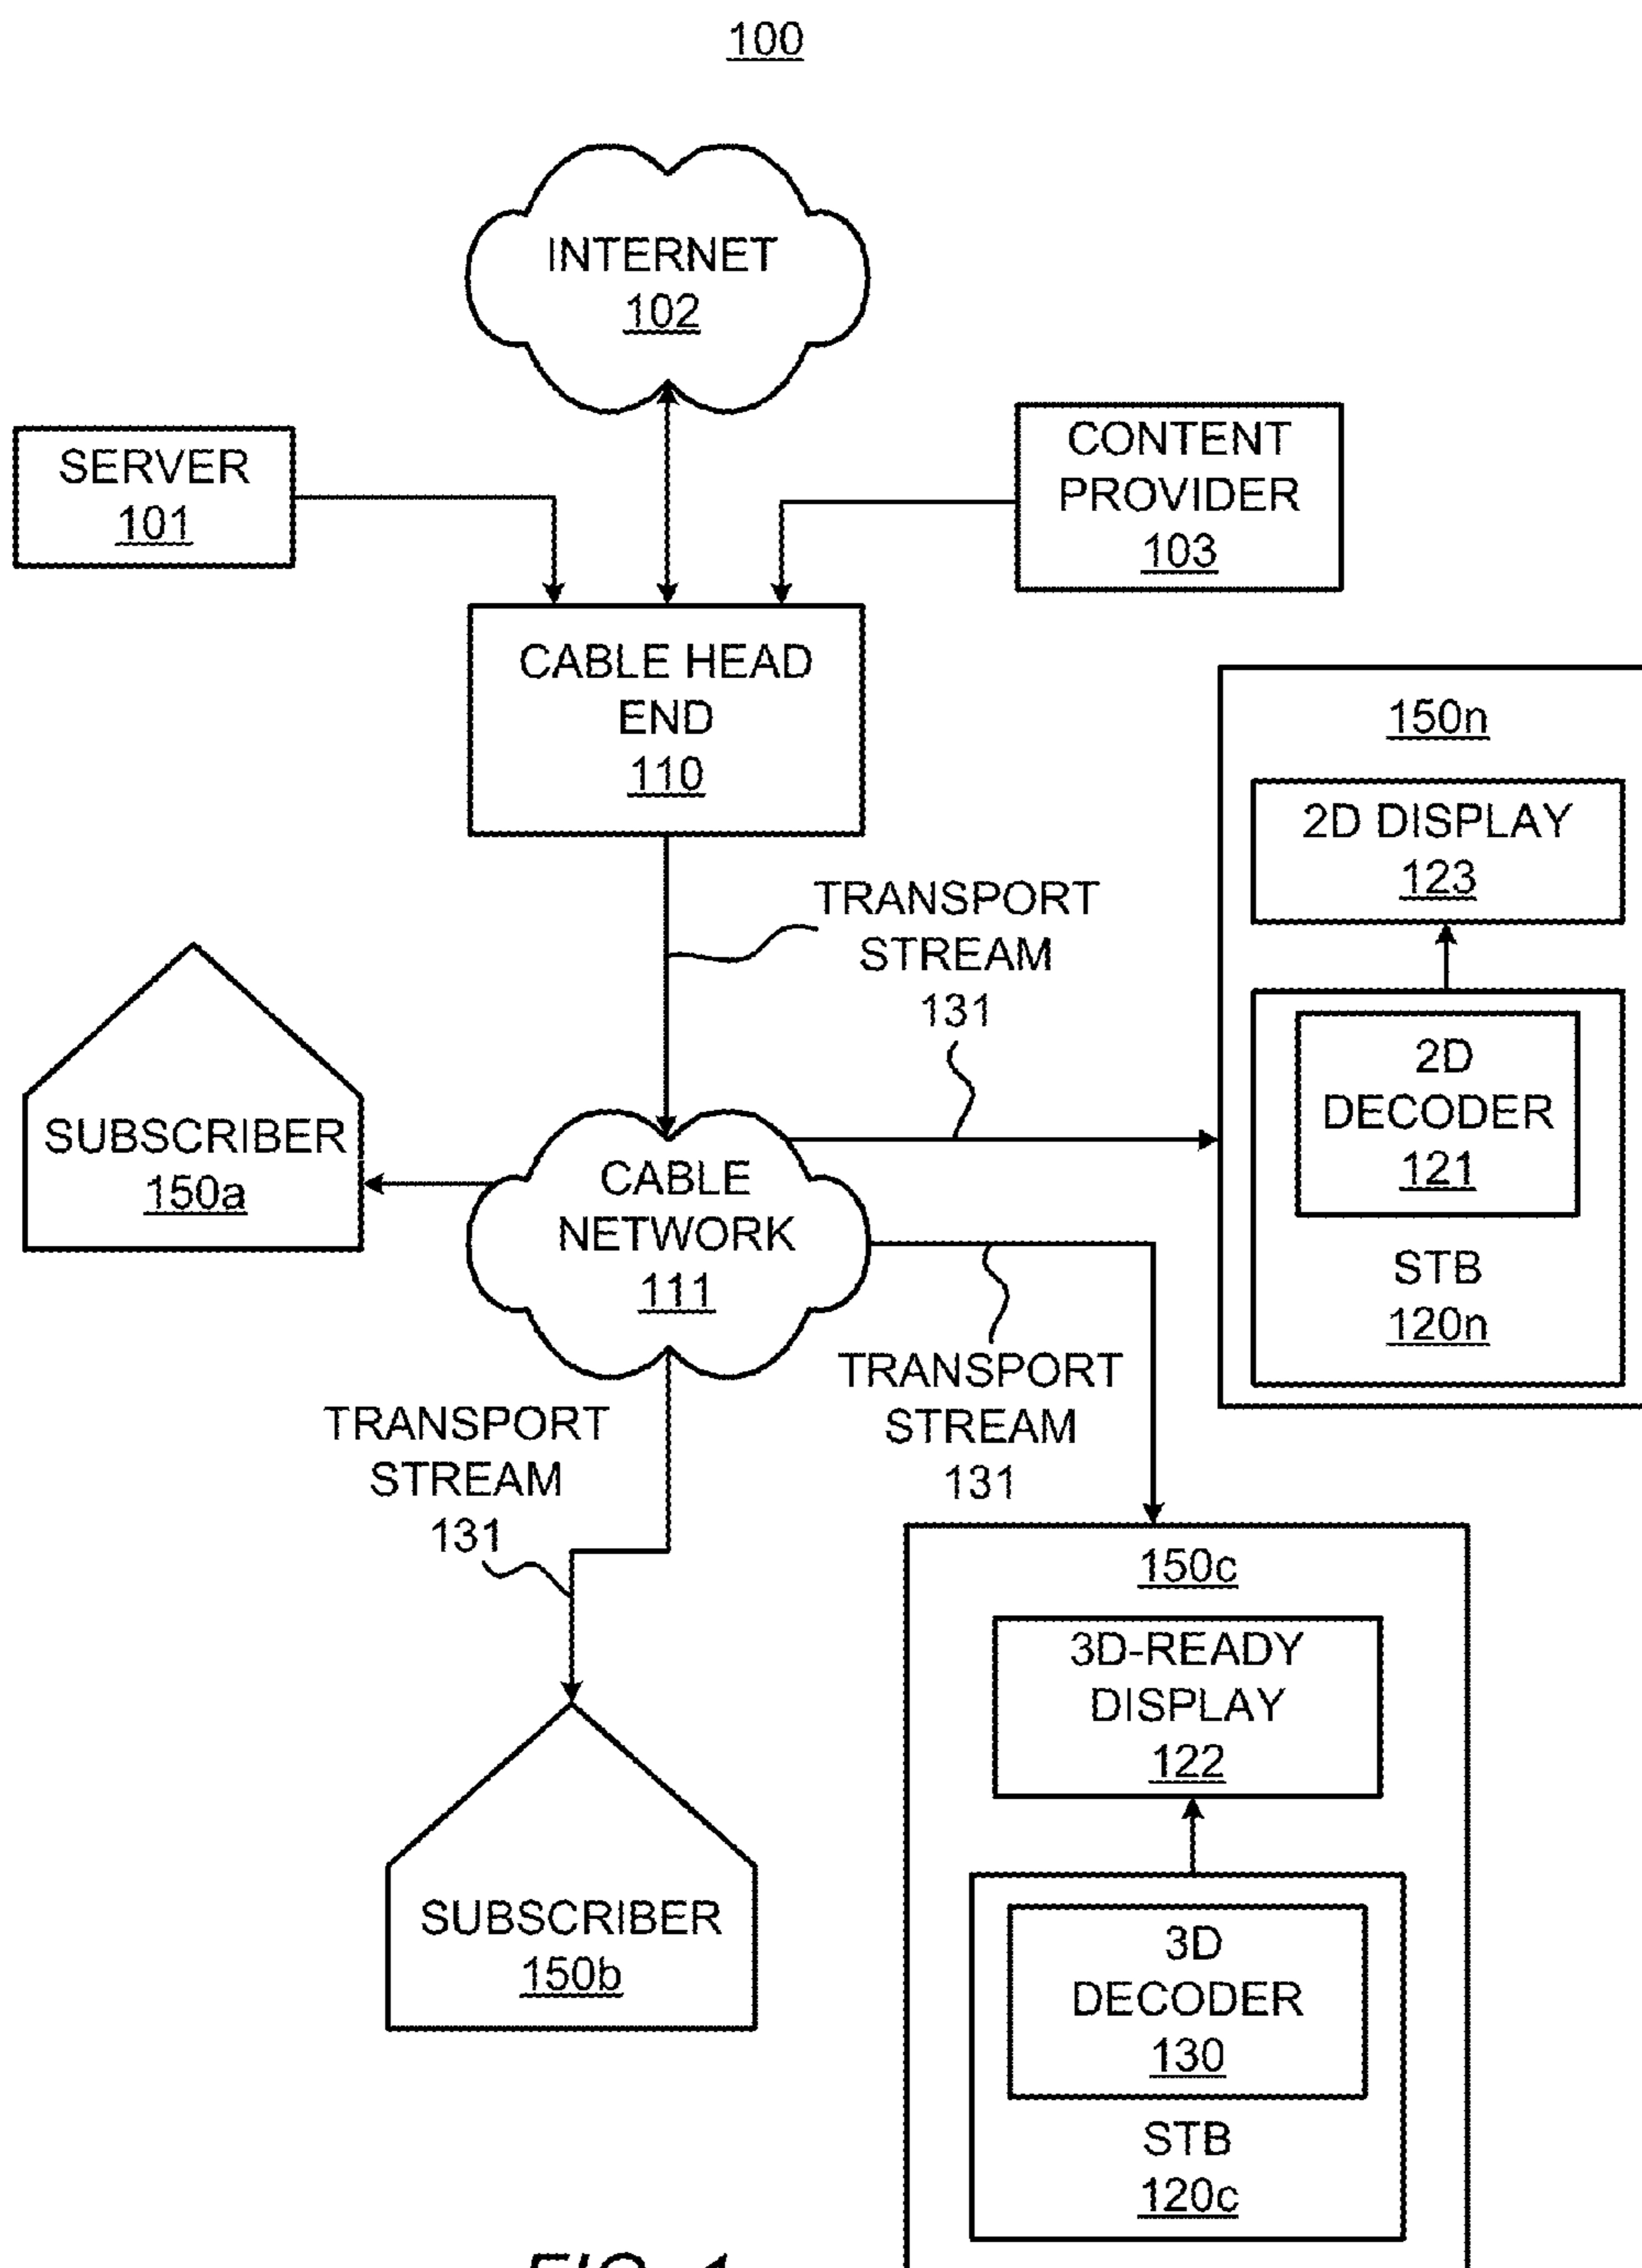 100
INTERNET
102
SERVER
101
CONTENT
PROVIDER
103
CABLE HEAD
END
110
150n
2D DISPLAY
123
TRANSPORT
STREAM
131
2D
DECODER
121
STB
120n
SUBSCRIBER
150a
CABLE
NETWORK
111
TRANSPORT
STREAM
131
TRANSPORT
STREAM
131
150c
3D-READY
DISPLAY
122
SUBSCRIBER
150b
3D
DECODER
130
STB
120c
FIG. 1